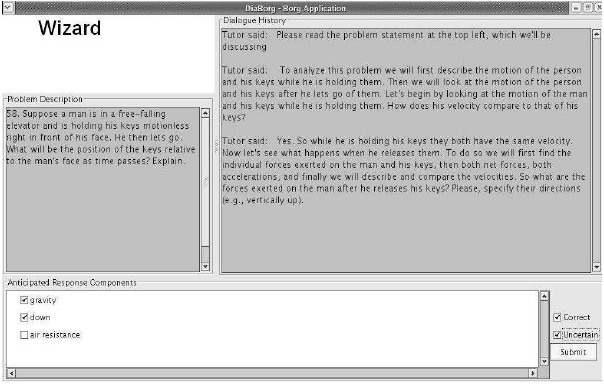 DiaBorg - Borg Application
Wizard
Dialogue History
Tutor said: Please read the problem statement at the top left, which we'll be
discussing
Tutor said: To analyze this problem we will first describe the motion of the person
and his keys while he is holding them. Then we will look at the motion of the person
and his keys after he lets go of them. Let's begin by looking at the motion of the man
and his keys while he is holding them. How does his velocity compare to that of his
keys?
Tutor said: Yes. So while he is holding his keys they both have the same velocity.
Now let's see what happens when he releases them. To do so we will first find the
individual forces exerted on the man and his keys, then both net forces, both
accelerations, and finally we will describe and compare the velocities. So what are the
forces exerted on the man after he releases his keys? Please, specify their directions
(e.g., vertically up).
Problem Description
58. Suppose a man is in a free-falling
elevator and is holding his keys motionless
right in front of his face. He then lets go.
What will be the position of the keys relative
to the man's face as time passes? Explain.
Anticipated Response Components
gravity
down
air resistance
Correct
Uncertain
Submit